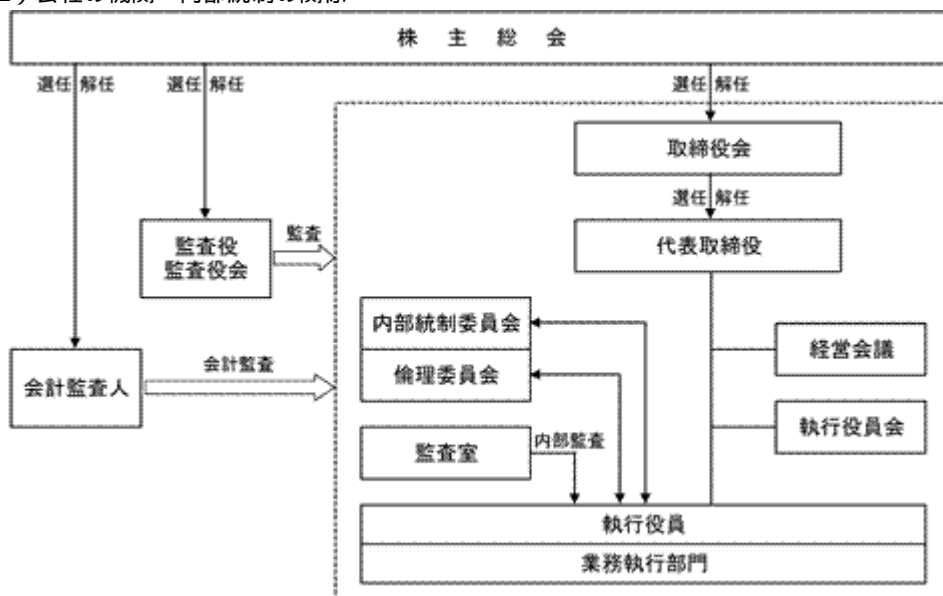 株主総会
選任 解任
選任 解任
選任 解任
取締役会
選任 解任
代表取締役
監査役
監査役会
監査
内部統制委員会
倫理委員会
経営会議
会計監査人
会計監査
執行役員会
監査室
内部監査
執行役員
業務執行部門